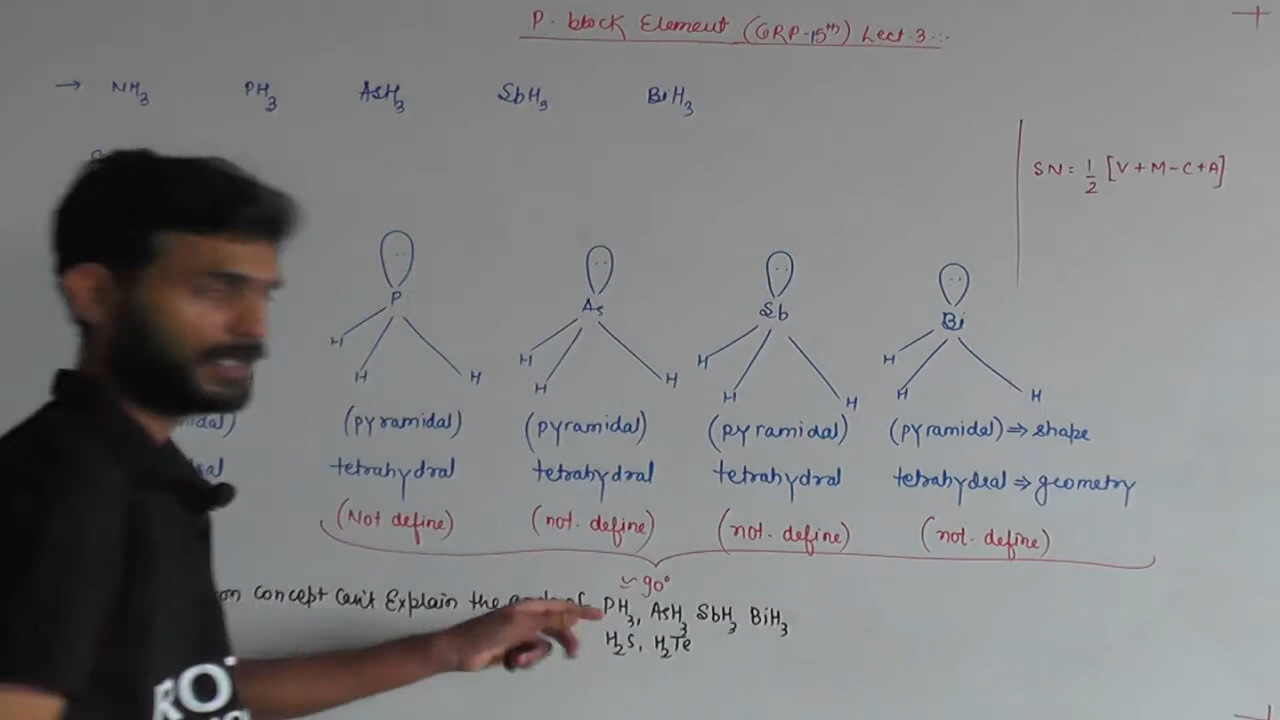 P. block Element (GRP-15th) Lect. 3 :-
→ NH3 PH3 AsH3 SbH3 BiH3
SN = 1/2 [V + M - C + A]
P As Sb Bi
H H H H H H H H H H H H
(pyramidal) (pyramidal) (pyramidal) (pyramidal) ⇒ shape
tetrahydral tetrahydral tetrahydral tetrahydral ⇒ geometry
(Not define) (not. define) (not. define) (not. define)
≃ 90°
on concept Can't Explain the of PH3, AsH3 SbH3 BiH3
H2S, H2Te
RO